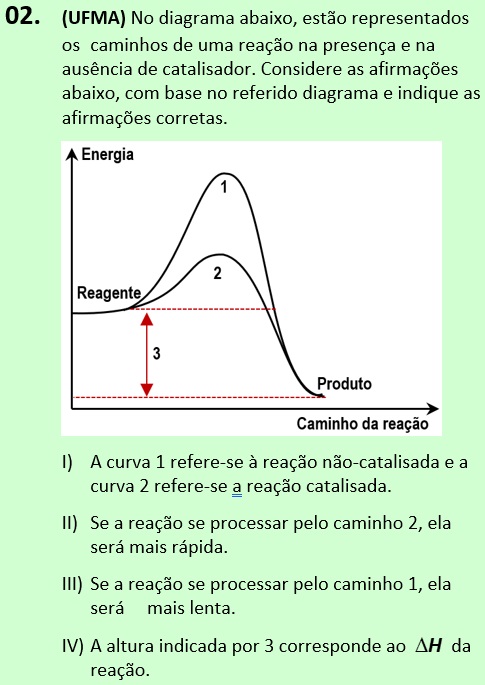 02. (UFMA) No diagrama abaixo, estão representados
os caminhos de uma reação na presença e na
ausência de catalisador. Considere as afirmações
abaixo, com base no referido diagrama e indique as
afirmações corretas.
Energia
1
2
Reagente
3
Produto
Caminho da reação
I) A curva 1 refere-se à reação não-catalisada e a
curva 2 refere-se a reação catalisada.
II) Se a reação se processar pelo caminho 2, ela
será mais rápida.
III) Se a reação se processar pelo caminho 1, ela
será mais lenta.
IV) A altura indicada por 3 corresponde ao ΔH da
reação.